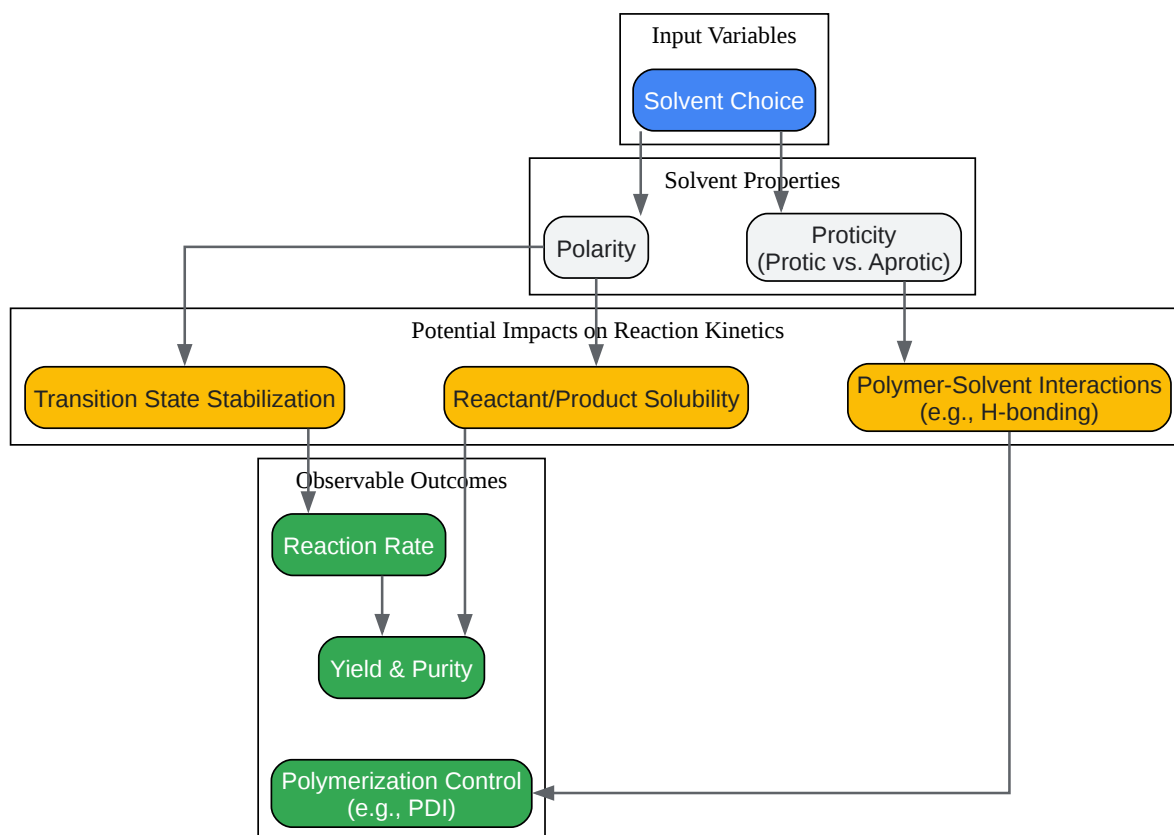 Input Variables
Solvent Choice
Solvent Properties
Polarity
Proticity
(Protic vs. Aprotic)
Potential Impacts on Reaction Kinetics
Transition State Stabilization
Reactant/Product Solubility
Polymer-Solvent Interactions
(e.g., H-bonding)
Observable Outcomes
Reaction Rate
Yield & Purity
Polymerization Control
(e.g., PDI)